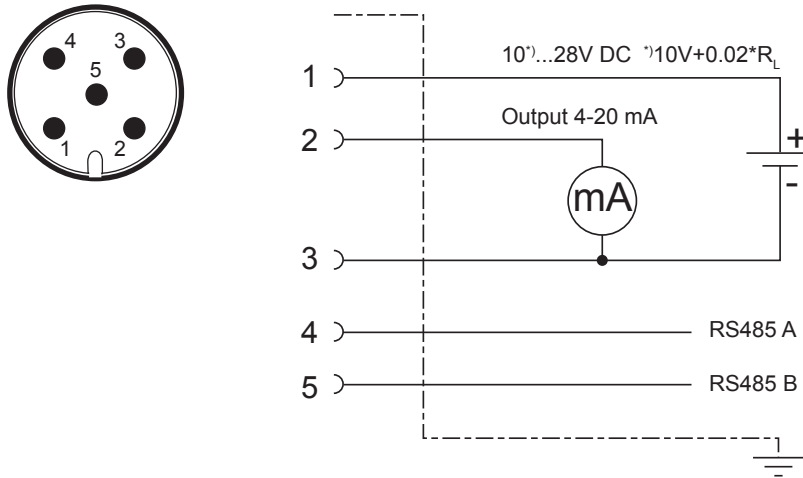 4 3
5
1 2
1 10*)...28V DC *)10V+0.02*RL
Output 4-20 mA
2
+
mA
-
3
4 RS485 A
5 RS485 B